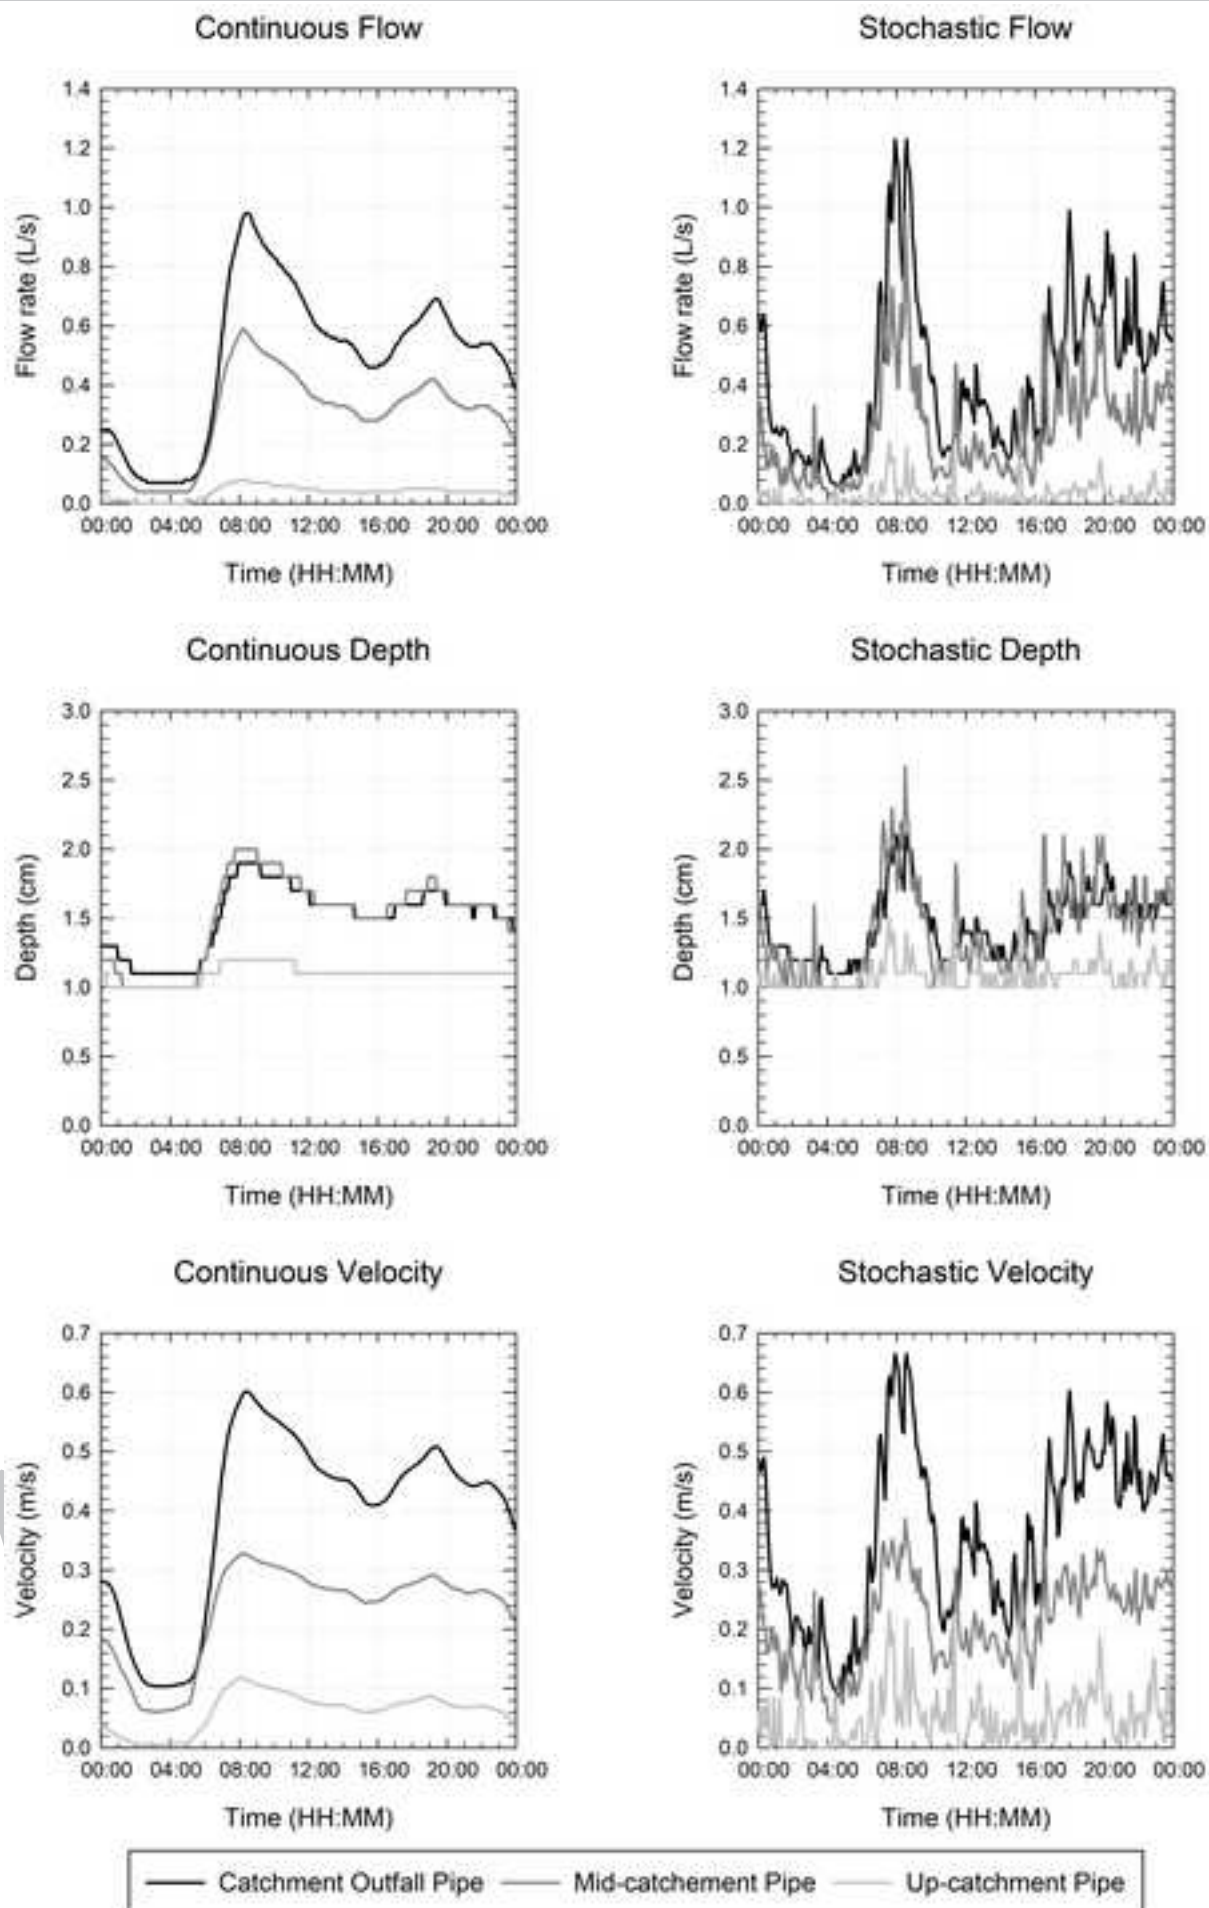 Continuous Flow
Stochastic Flow
1.4
1.2
1.0
0.8
0.6
0.4
0.2
0.0
Flow rate (L/s)
00:00 04:00 08:00 12:00 16:00 20:00 00:00
Time (HH:MM)
1.4
1.2
1.0
0.8
0.6
0.4
0.2
0.0
Flow rate (L/s)
00:00 04:00 08:00 12:00 16:00 20:00 00:00
Time (HH:MM)
Continuous Depth
Stochastic Depth
3.0
2.5
2.0
1.5
1.0
0.5
0.0
Depth (cm)
00:00 04:00 08:00 12:00 16:00 20:00 00:00
Time (HH:MM)
3.0
2.5
2.0
1.5
1.0
0.5
0.0
Depth (cm)
00:00 04:00 08:00 12:00 16:00 20:00 00:00
Time (HH:MM)
Continuous Velocity
Stochastic Velocity
0.7
0.6
0.5
0.4
0.3
0.2
0.1
0.0
Velocity (m/s)
00:00 04:00 08:00 12:00 16:00 20:00 00:00
Time (HH:MM)
0.7
0.6
0.5
0.4
0.3
0.2
0.1
0.0
Velocity (m/s)
00:00 04:00 08:00 12:00 16:00 20:00 00:00
Time (HH:MM)
Catchment Outfall Pipe Mid-catchement Pipe Up-catchment Pipe